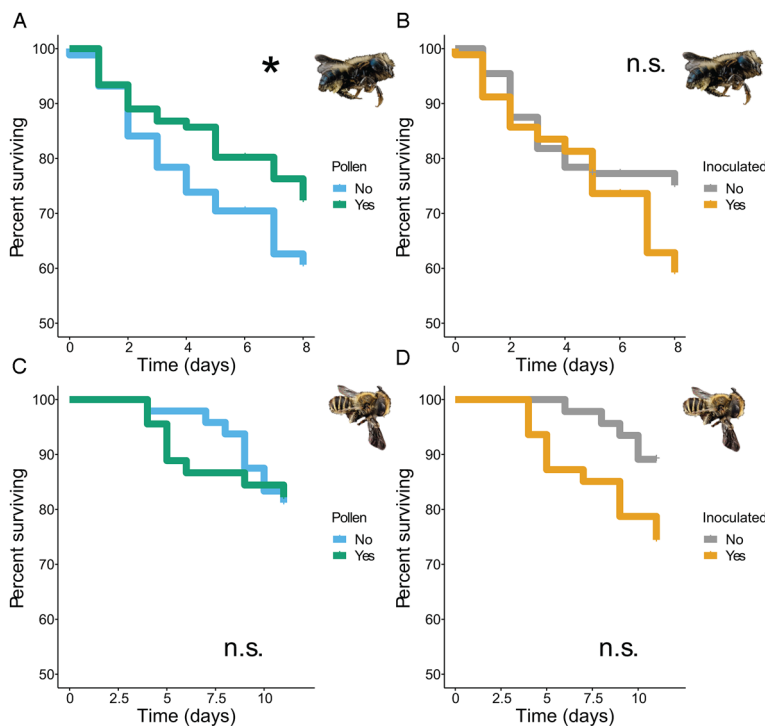 A
100
90
80
70
60
50
0
2
4
6
8
Percent surviving
Time (days)
*
Pollen
No
Yes
B
100
90
80
70
60
50
0
2
4
6
8
Percent surviving
Time (days)
n.s.
Inoculated
No
Yes
C
100
90
80
70
60
50
0
2.5
5
7.5
10
Percent surviving
Time (days)
n.s.
Pollen
No
Yes
D
100
90
80
70
60
50
0
2.5
5
7.5
10
Percent surviving
Time (days)
n.s.
Inoculated
No
Yes